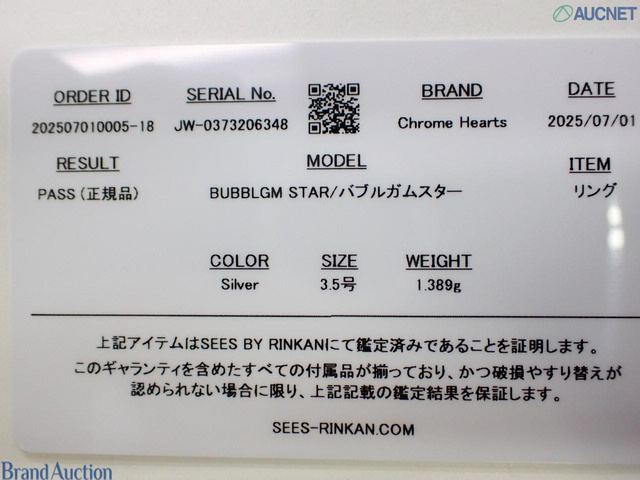 AUCNET
ORDER ID SERIAL No. BRAND DATE
202507010005-18 JW-0373206348 Chrome Hearts 2025/07/01
RESULT MODEL ITEM
PASS(正規品) BUBBLGM STAR/バブルガムスター リング
COLOR SIZE WEIGHT
Silver 3.5号 1.389g
上記アイテムはSEES BY RINKANにて鑑定済みであることを証明します。
このギャランティを含めたすべての付属品が揃っており、かつ破損やすり替えが
認められない場合に限り、上記記載の鑑定結果を保証します。
SEES-RINKAN.COM
Brand Auction